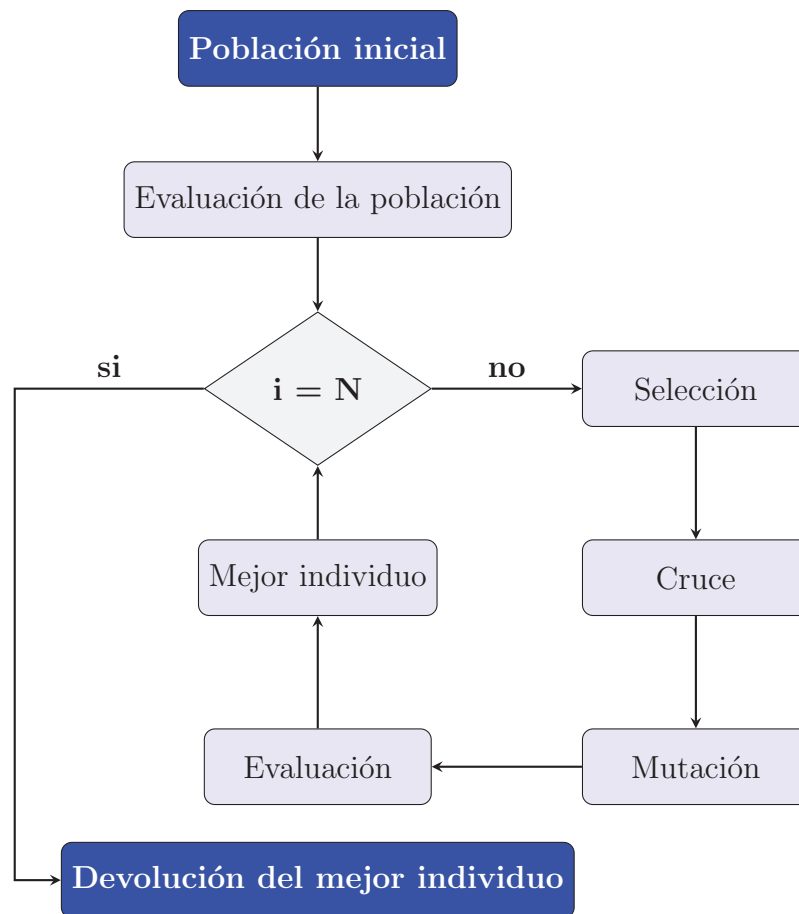 Población inicial
Evaluación de la población
si
i = N
no
Selección
Mejor individuo
Cruce
Evaluación
Mutación
Devolución del mejor individuo